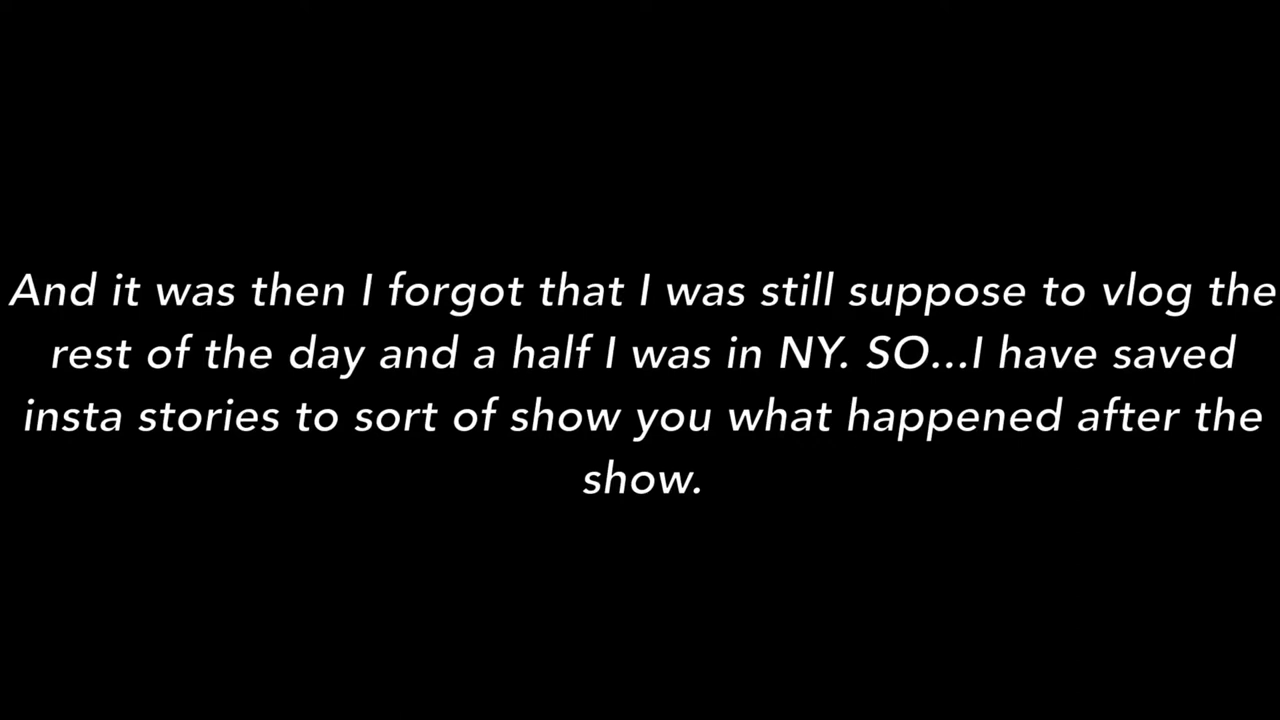 And it was then I forgot that I was still suppose to vlog the
rest of the day and a half I was in NY. SO...I have saved
insta stories to sort of show you what happened after the
show.